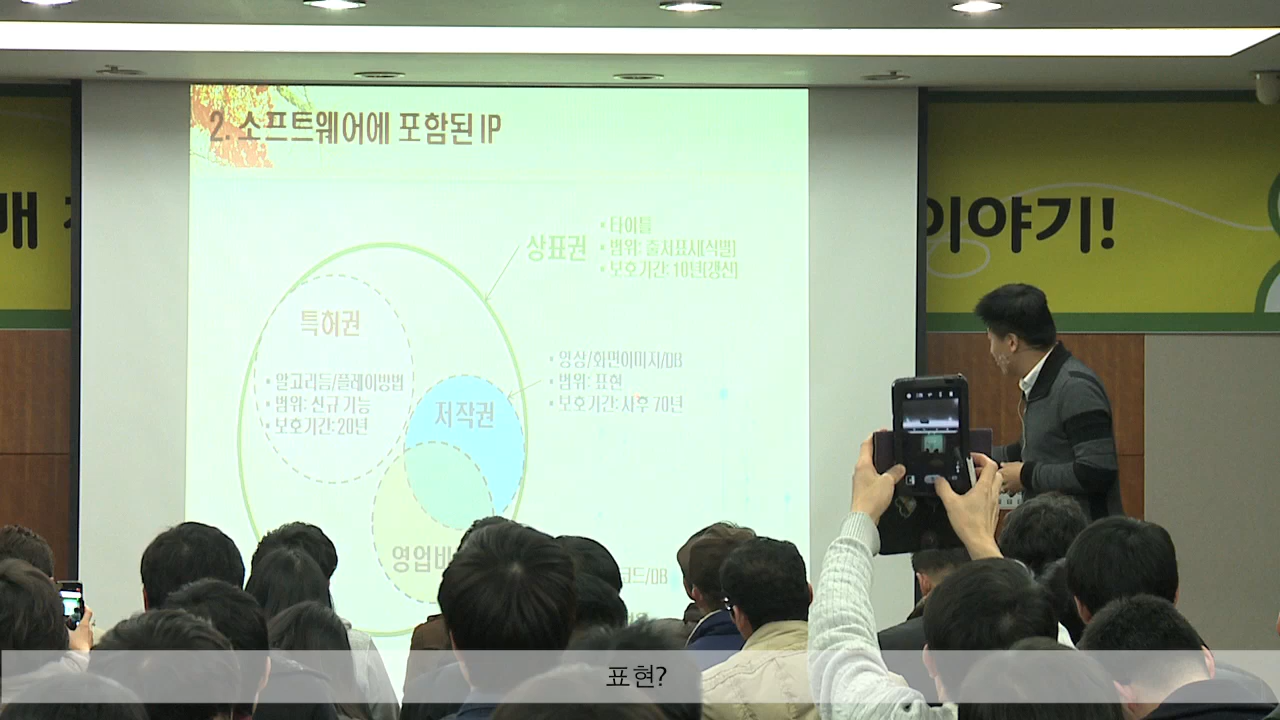 2. 소프트웨어에 포함된 IP
매
이야기!
상표권
• 타이틀
• 범위: 출처표시[식별]
• 보호기간: 10년[갱신]
특허권
• 알고리듬/플레이방법
• 범위: 신규 기능
• 보호기간: 20년
저작권
• 영상/화면이미지/DB
• 범위: 표현
• 보호기간: 사후 70년
영업비
코드/DB
표현?